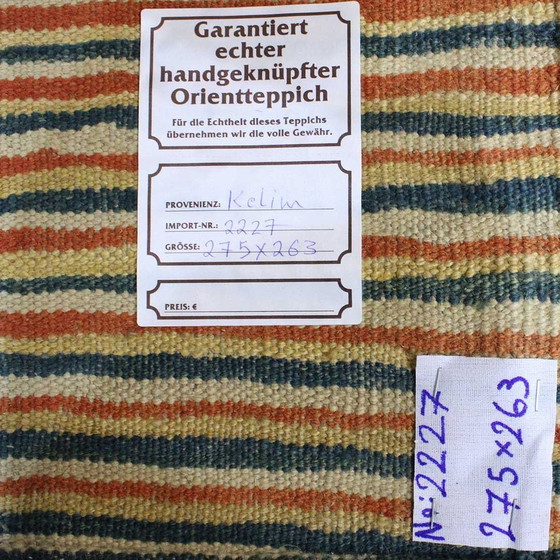 Garantiert
echter
handgeknüpfter
Orientteppich
Für die Echtheit dieses Teppichs
übernehmen wir die volle Gewähr.
PROVENIENZ: Kelim
IMPORT-NR.: 2227
GRÖSSE: 275x263
PREIS: €
No: 2227
275x263